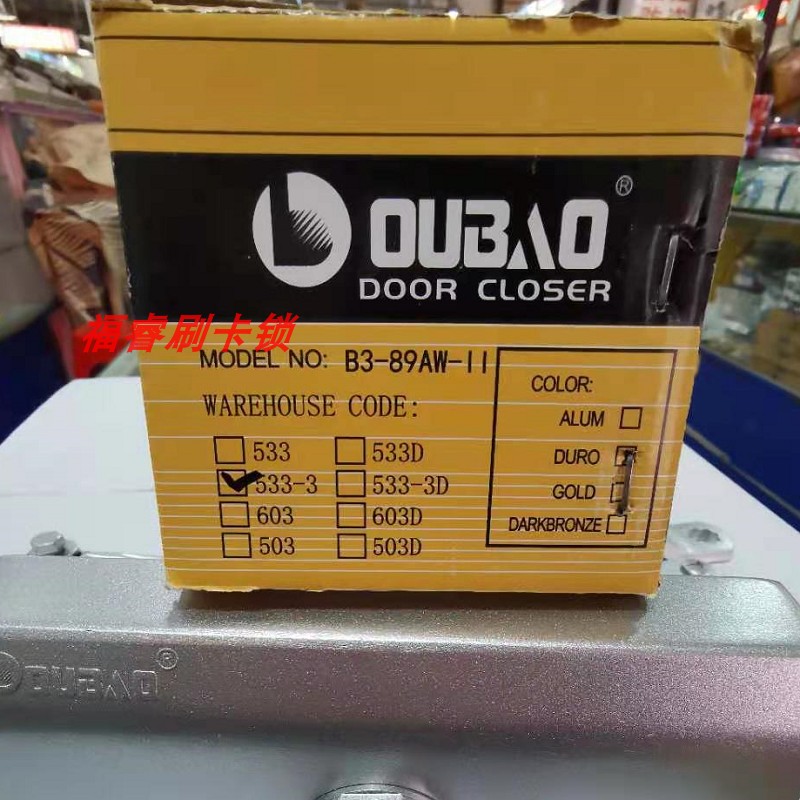 OUBAO®
DOOR CLOSER
福睿刷卡锁
MODEL NO: B3-89AW-II
WAREHOUSE CODE:
533 533D
533-3 533-3D
603 603D
503 503D
COLOR:
ALUM
DURO
GOLD
DARKBRONZE
OUBAO®